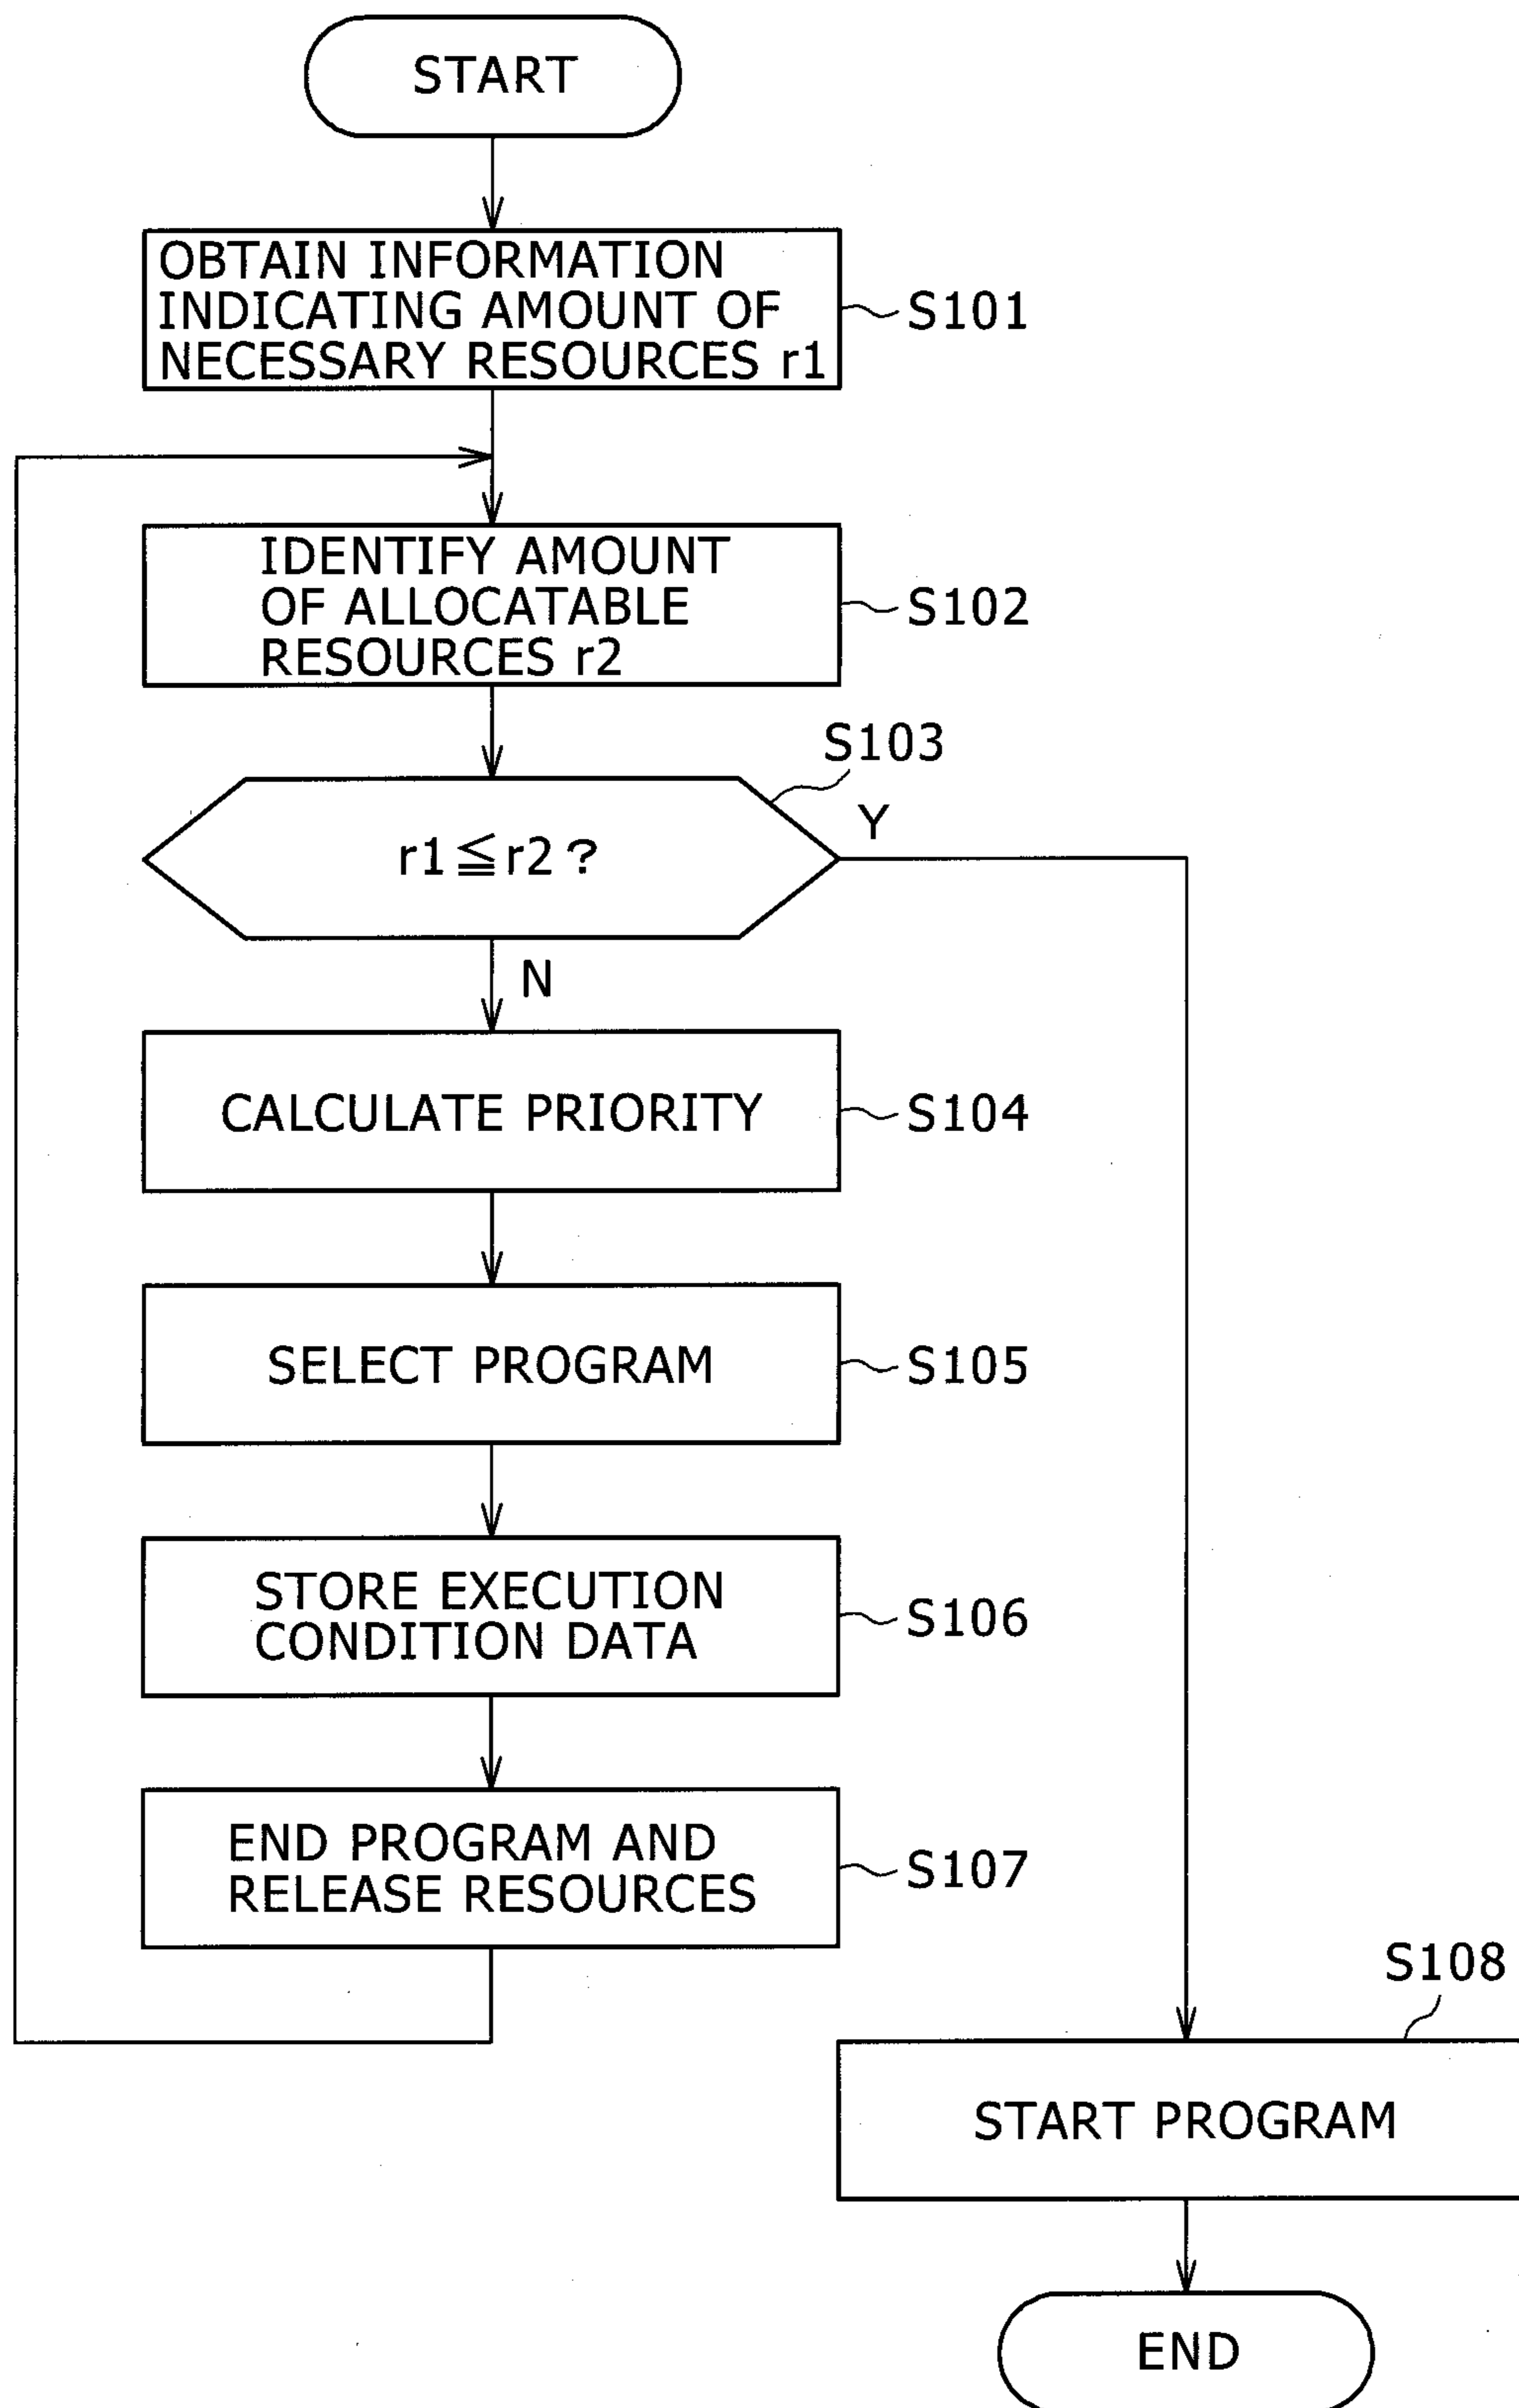 START
OBTAIN INFORMATION
INDICATING AMOUNT OF
NECESSARY RESOURCES r1
S101
IDENTIFY AMOUNT
OF ALLOCATABLE
RESOURCES r2
S102
S103
r1≦r2?
Y
N
CALCULATE PRIORITY
S104
SELECT PROGRAM
S105
STORE EXECUTION
CONDITION DATA
S106
END PROGRAM AND
RELEASE RESOURCES
S107
S108
START PROGRAM
END